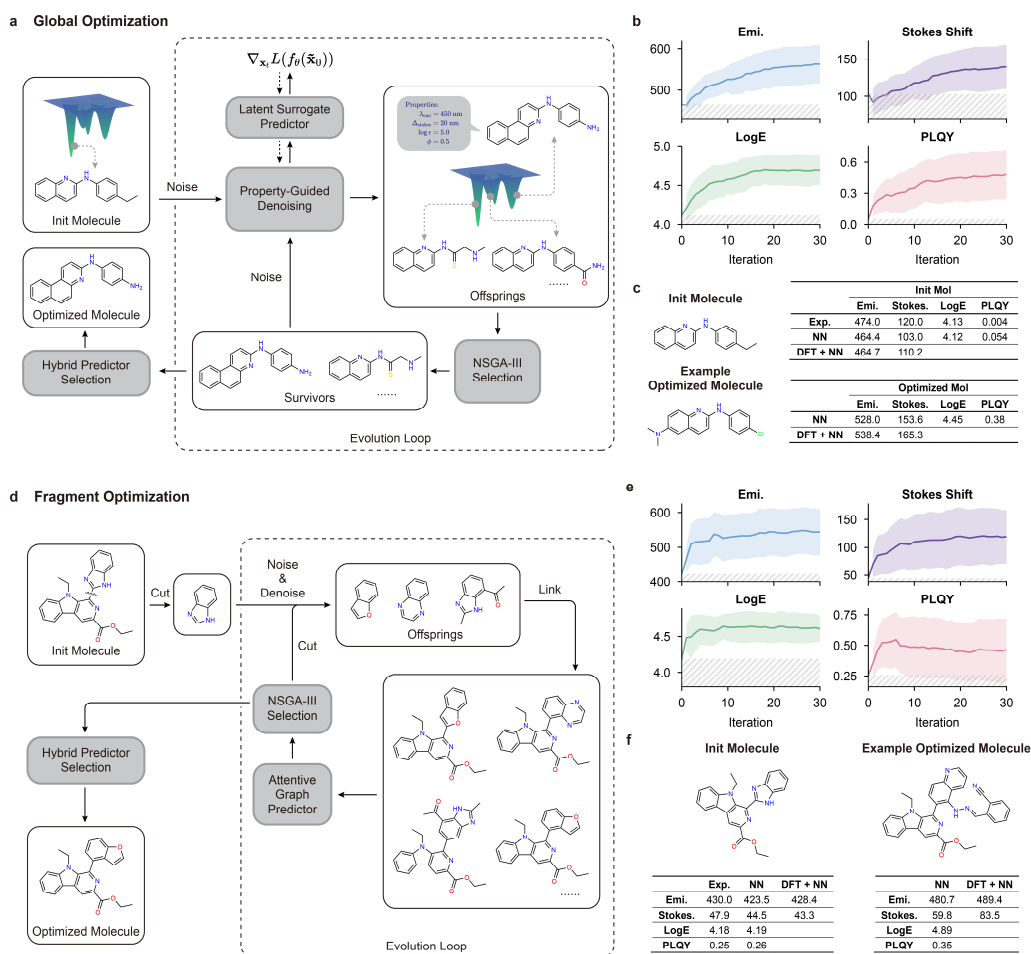 a Global Optimization
∇xₜL(fθ(x̃₀))
Latent Surrogate
Predictor
Property-Guided
Denoising
Noise
Noise
Init Molecule
Optimized Molecule
Hybrid Predictor
Selection
Properties:
λemi = 450 nm
Δstokes = 20 nm
log ε = 5.0
ϕ = 0.5
......
Offsprings
NSGA-III
Selection
......
Survivors
Evolution Loop
b
Emi.
600
500
Stokes Shift
150
100
LogE
5.0
4.5
4.0
0 10 20 30
Iteration
PLQY
0.6
0.3
0.0
0 10 20 30
Iteration
c
Init Molecule
Init Mol
Emi. Stokes. LogE PLQY
Exp. 474.0 120.0 4.13 0.004
NN 464.4 103.0 4.12 0.054
DFT + NN 464.7 110.2
Example
Optimized Molecule
Optimized Mol
Emi. Stokes. LogE PLQY
NN 528.0 153.6 4.45 0.38
DFT + NN 538.4 165.3
d Fragment Optimization
Init Molecule
Cut
Noise
&
Denoise
Cut
Offsprings
Link
NSGA-III
Selection
Attentive
Graph
Predictor
......
Hybrid Predictor
Selection
Optimized Molecule
Evolution Loop
e
Emi.
600
500
400
Stokes Shift
150
100
50
LogE
4.5
4.0
0 10 20 30
Iteration
PLQY
0.75
0.50
0.25
0 10 20 30
Iteration
f
Init Molecule
Exp. NN DFT + NN
Emi. 430.0 423.5 428.4
Stokes. 47.9 44.5 43.3
LogE 4.18 4.19
PLQY 0.25 0.26
Example Optimized Molecule
NN DFT + NN
Emi. 480.7 489.4
Stokes. 59.8 83.5
LogE 4.89
PLQY 0.35